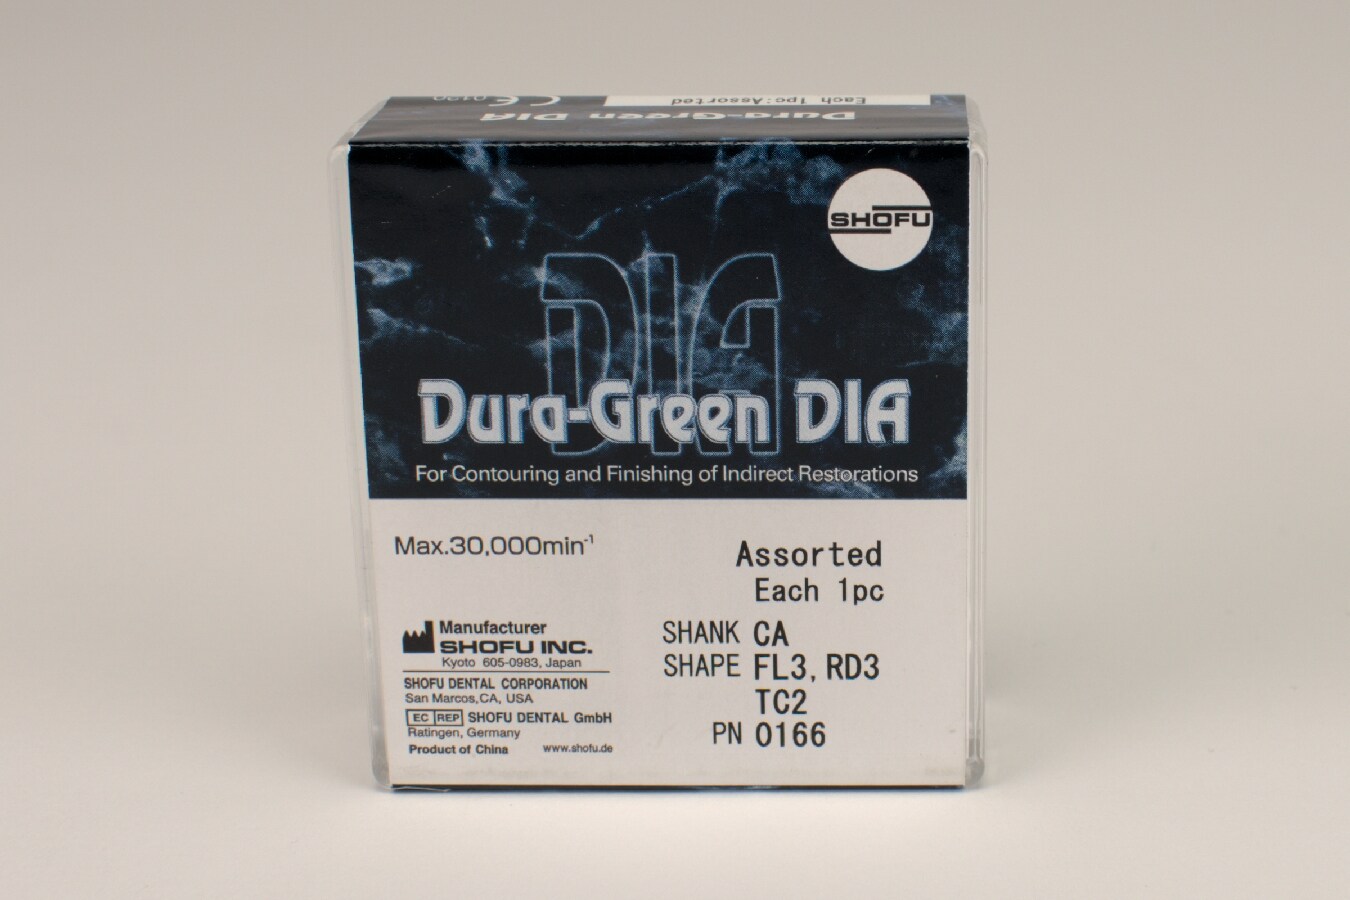 Each 1pc:Assorted
Dura-Green DIA
SHOFU
DIA
Dura-Green DIA
For Contouring and Finishing of Indirect Restorations
Max.30,000min⁻¹
Assorted
Each 1pc
SHANK CA
SHAPE FL3, RD3
TC2
PN 0166
Manufacturer
SHOFU INC.
Kyoto 605-0983, Japan
SHOFU DENTAL CORPORATION
San Marcos,CA, USA
EC REP SHOFU DENTAL GmbH
Ratingen, Germany
Product of China www.shofu.de